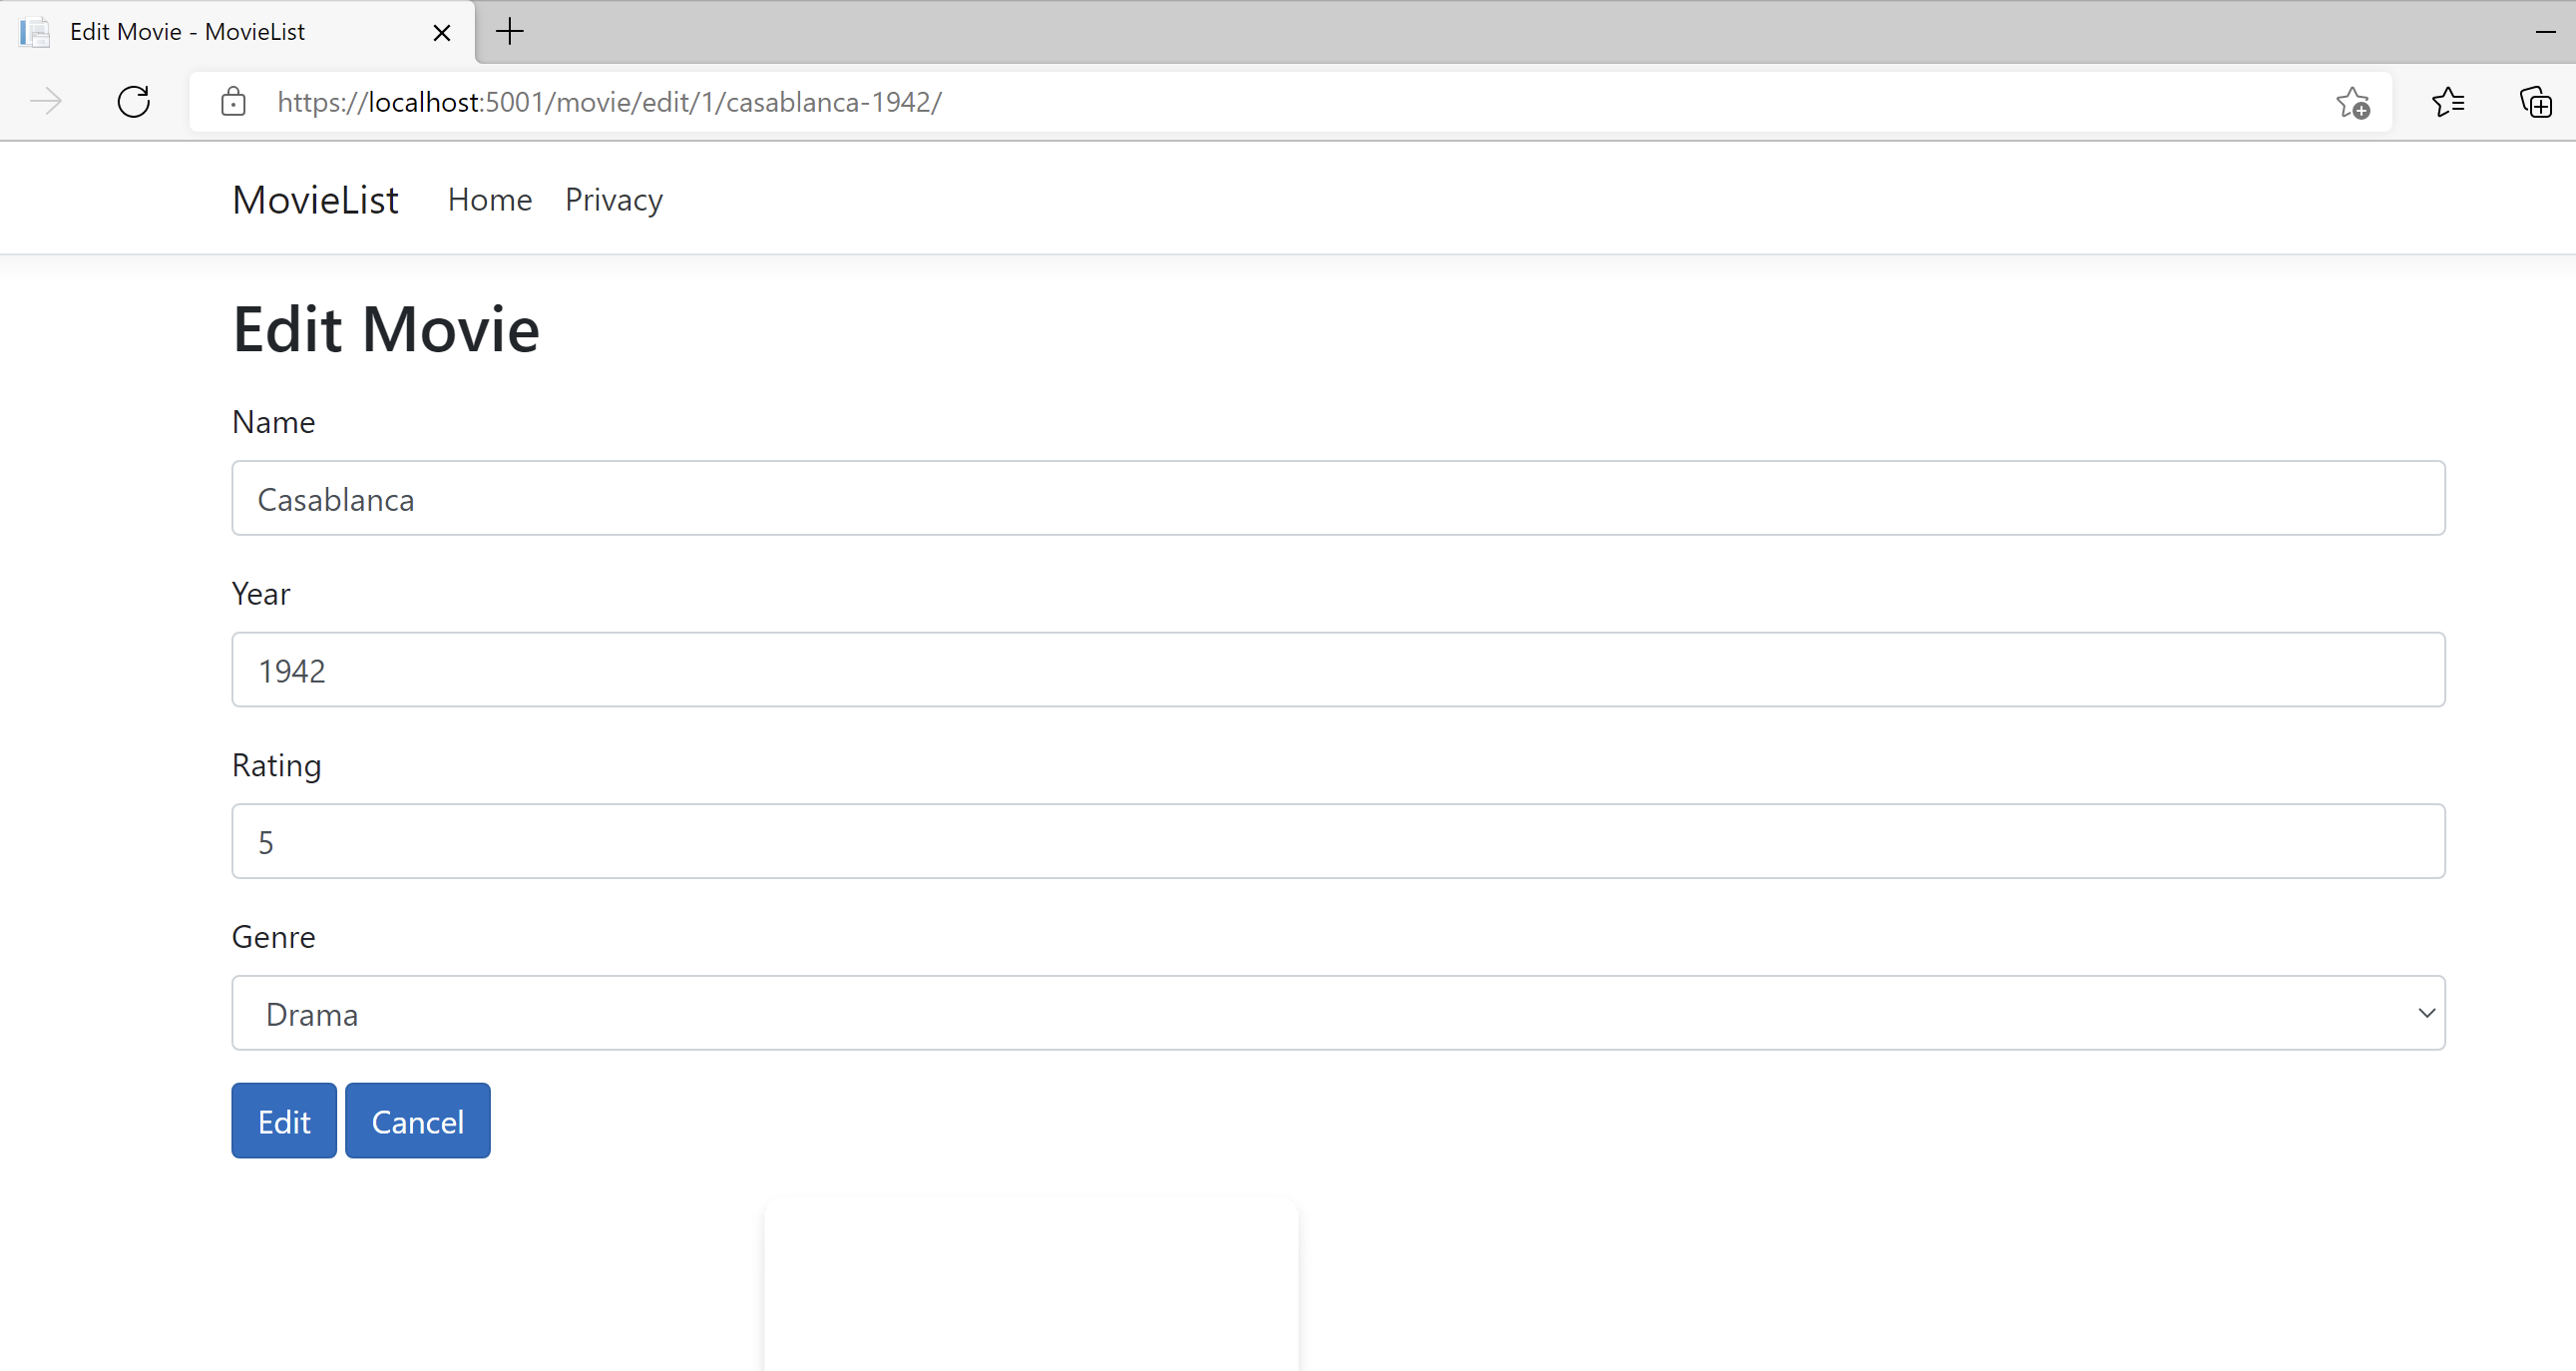 Edit Movie - MovieList
https://localhost:5001/movie/edit/1/casablanca-1942/
MovieList Home Privacy
Edit Movie
Name
Casablanca
Year
1942
Rating
5
Genre
Drama
Edit Cancel